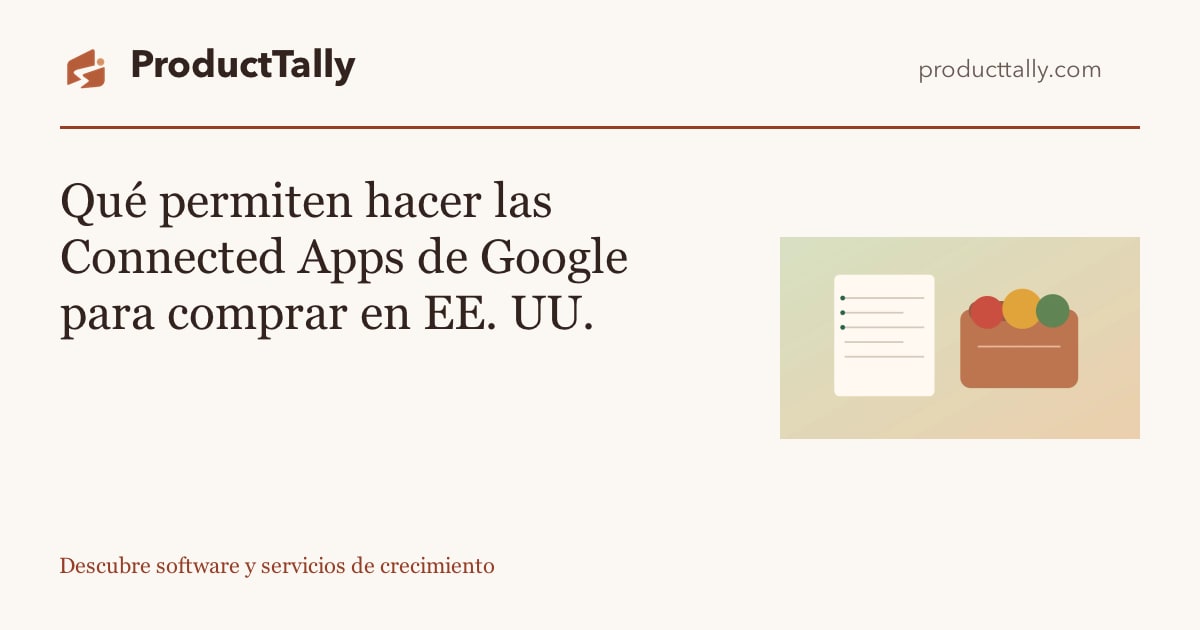 ProductTally
producttally.com
Qué permiten hacer las
Connected Apps de Google
para comprar en EE. UU.
Descubre software y servicios de crecimiento